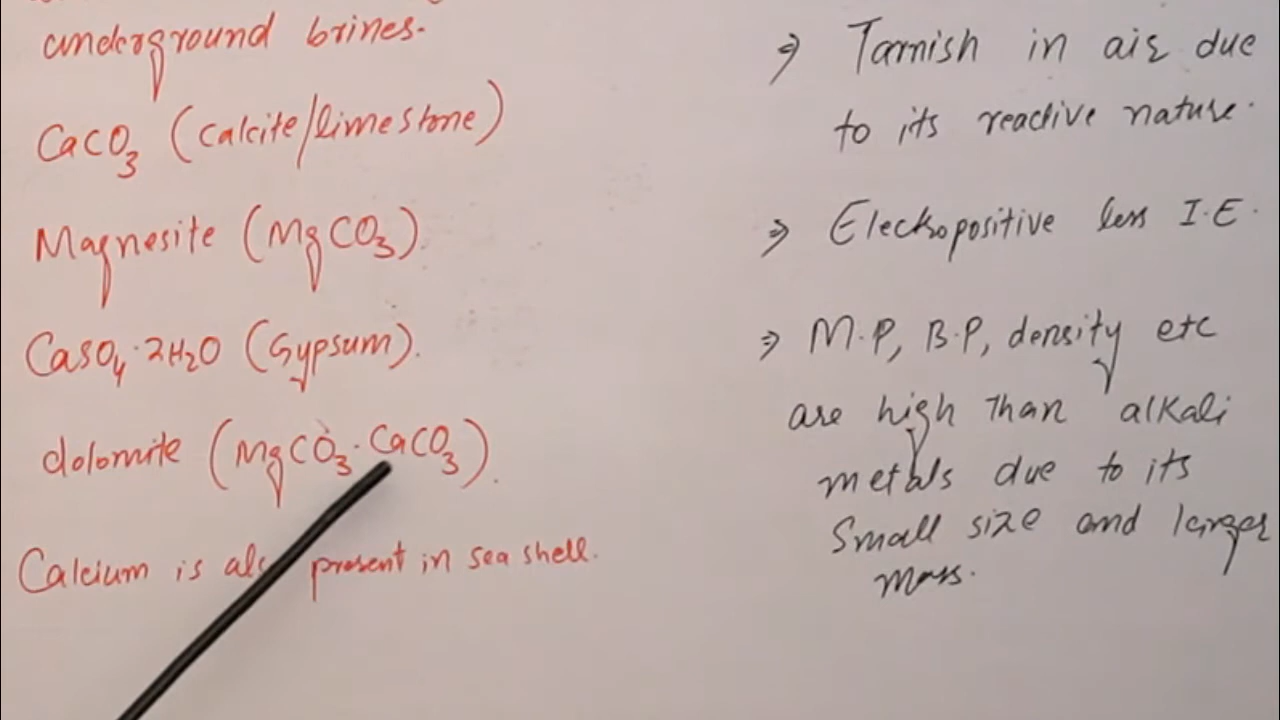 underground brines.
CaCO3 (Calcite/limestone)
Magnesite (MgCO3)
CaSO4·2H2O (Gypsum).
dolomite (MgCO3·CaCO3).
Calcium is also present in sea shell.
⇒ Tarnish in air due
to its reactive nature.
⇒ Electropositive less I.E.
⇒ M.P, B.P, density etc
are high than alkali
metals due to its
Small size and larger
mass.